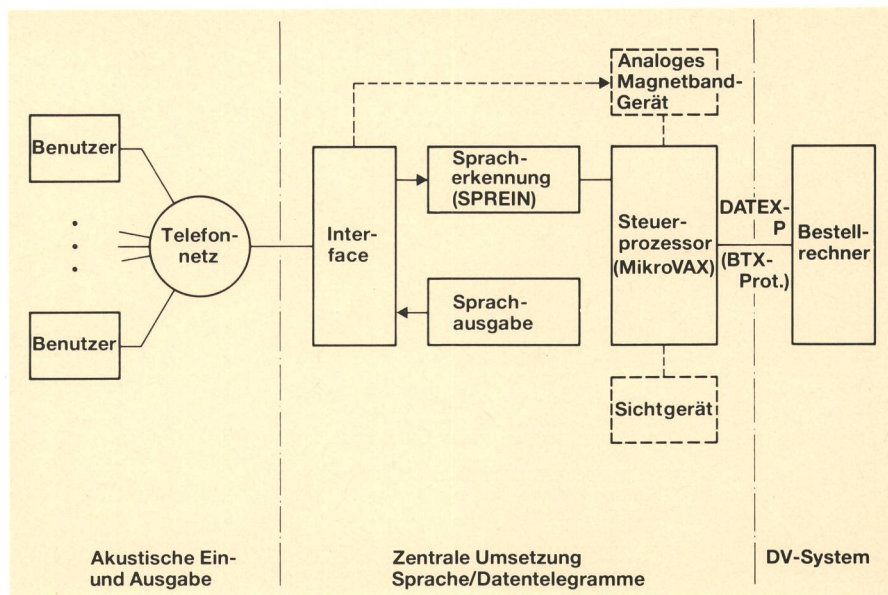 Benutzer
Benutzer
Telefon-
netz
Inter-
face
Analoges
Magnetband-
Gerät
Sprach-
erkennung
(SPREIN)
Sprach-
ausgabe
Steuer-
prozessor
(MikroVAX)
Sichtgerät
DATEX-
P
(BTX-
Prot.)
Bestell-
rechner
Akustische Ein-
und Ausgabe
Zentrale Umsetzung
Sprache/Datentelegramme
DV-System